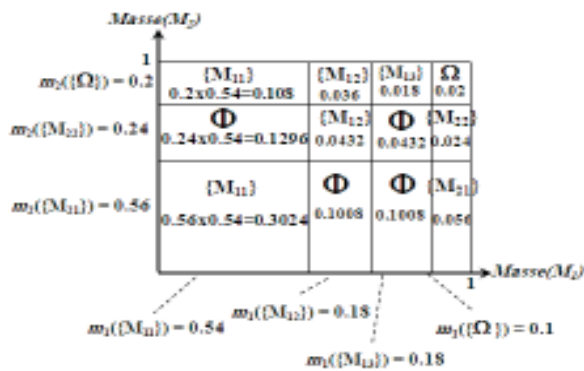 Masse(M₂)
1
m₂({Ω}) = 0.2
{M₁₁}
0.2x0.54=0.108
{M₁₂}
0.036
{M₁₃}
0.018
Ω
0.02
m₂({M₂₂}) = 0.24
Φ
0.24x0.54=0.1296
{M₁₂}
0.0432
Φ
0.0432
{M₂₂}
0.024
m₂({M₂₁}) = 0.56
{M₁₁}
0.56x0.54=0.3024
Φ
0.1008
Φ
0.1008
{M₂₁}
0.056
1
m₁({M₁₁}) = 0.54
m₁({M₁₂}) = 0.18
m₁({M₁₃}) = 0.18
m₁({Ω}) = 0.1